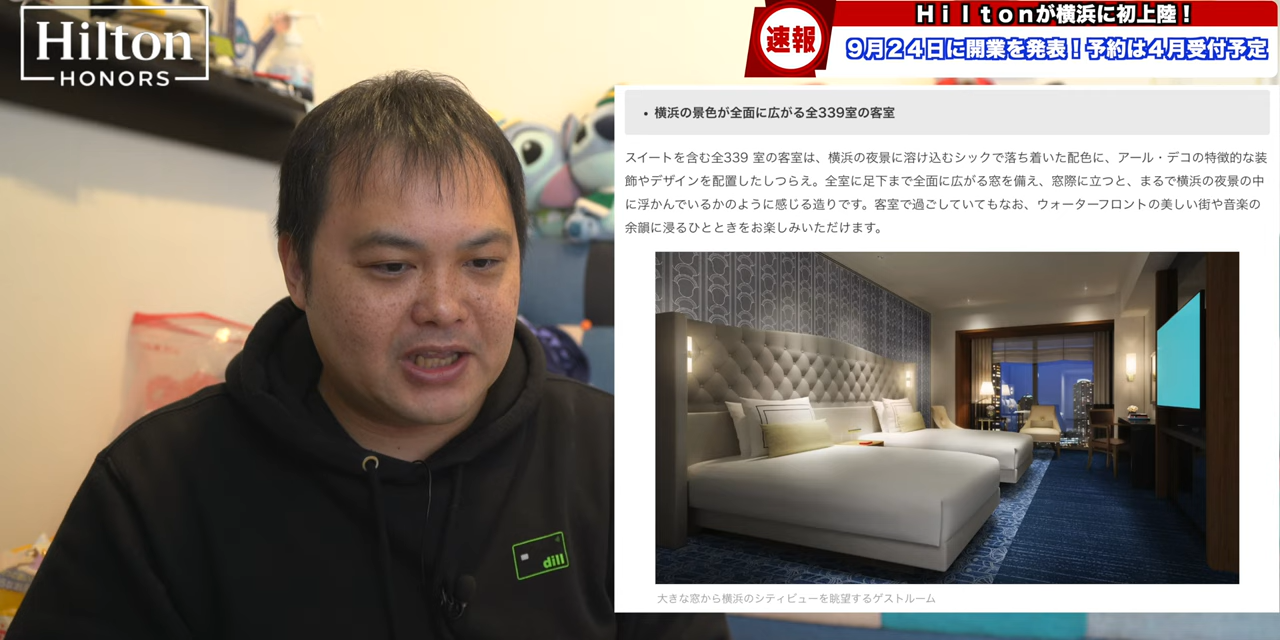 Hilton
HONORS
速報
Hiltonが横浜に初上陸！
9月24日に開業を発表！予約は4月受付予定
• 横浜の景色が全面に広がる全339室の客室
スイートを含む全339 室の客室は、横浜の夜景に溶け込むシックで落ち着いた配色に、アール・デコの特徴的な装
飾やデザインを配置したしつらえ。全室に足下まで全面に広がる窓を備え、窓際に立つと、まるで横浜の夜景の中
に浮かんでいるかのように感じる造りです。客室で過ごしていてもなお、ウォーターフロントの美しい街や音楽の
余韻に浸るひとときをお楽しみいただけます。
大きな窓から横浜のシティビューを眺望するゲストルーム
dill